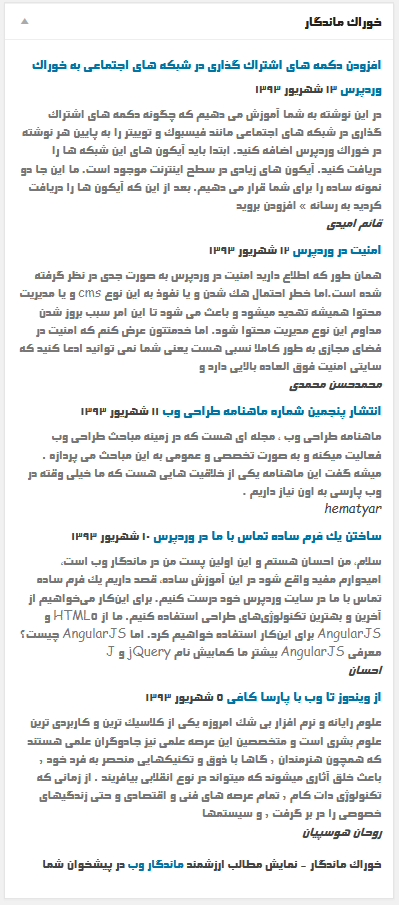 خوراک ماندگار
افزودن دکمه های اشتراک گذاری در شبکه های اجتماعی به خوراک
وردپرس ۱۳ شهریور ۱۳۹۳
در این نوشته به شما آموزش می دهیم که چگونه دکمه های اشتراک
گذاری در شبکه های اجتماعی مانند فیسبوک و توییتر را به پایین هر نوشته
در خوراک وردپرس اضافه کنید. ابتدا باید آیکون های این شبکه ها را
دریافت کنید. آیکون های زیادی در سطح اینترنت موجود است. ما این جا دو
نمونه ساده را برای شما قرار می دهیم. بعد از این که آیکون ها را دریافت
کردید به رسانه » افزودن بروید
قائم امیدی
امنیت در وردپرس ۱۲ شهریور ۱۳۹۳
همان طور که اطلاع دارید امنیت در وردپرس به صورت جدی در نظر گرفته
شده است.اما خطر احتمال هک شدن و یا نفوذ به این نوع cms و یا مدیریت
محتوا همیشه تهدید میشود و باعث می شود تا این امر سبب بروز شدن
مداوم این نوع مدیریت محتوا شود. اما خدمتتون عرض کنم که امنیت در
فضای مجازی به طور کاملا نسبی هست یعنی شما نمی توانید ادعا کنید که
سایتی امنیت فوق العاده بالایی دارد و
محمدحسن محمدی
انتشار پنجمین شماره ماهنامه طراحی وب ۱۱ شهریور ۱۳۹۳
ماهنامه طراحی وب ، مجله ای هست که در زمینه مباحث طراحی وب
فعالیت میکنه و به صورت تخصصی و عمومی به این مباحث می پردازه .
میشه گفت این ماهنامه یکی از خلاقیت هایی هست که ما خیلی وقته در
وب پارسی به اون نیاز داریم .
hematyar
ساختن یک فرم ساده تماس با ما در وردپرس ۱۰ شهریور ۱۳۹۳
سلام، من احسان هستم و این اولین پست من در ماندگار وب است،
امیدوارم مفید واقع شود در این آموزش ساده، قصد داریم یک فرم ساده
تماس با ما در سایت وردپرس خود درست کنیم. برای این‌کار می‌خواهیم از
آخرین و بهترین تکنولوژی‌های طراحی استفاده کنیم. ما از HTML۵ و
AngularJS برای این‌کار استفاده خواهیم کرد. اما AngularJS چیست؟
معرفی AngularJS بیشتر ما کمابیش نام jQuery و J
احسان
از ویندوز تا وب با پارسا کافی ۵ شهریور ۱۳۹۳
علوم رایانه و نرم افزار بی شک امروزه یکی از کلاسیک ترین و کاربردی ترین
علوم بشری است و متخصصین این عرصه علمی نیز جادوگران علمی هستند
که همچون هنرمندان , گاها با فوق و تکنیکهایی منحصر به فرد خود ,
باعث خلق آثاری میشوند که میتواند در نوع انقلابی بیافریند . از زمانی که
تکنولوژی دات کام , تمام عرصه های فنی و اقتصادی و حتی زندگیهای
خصوصی را در بر گرفت , و سیستمها
روحان هوسپیان
خوراک ماندگار - نمایش مطالب ارزشمند ماندگار وب در پیشخوان شما